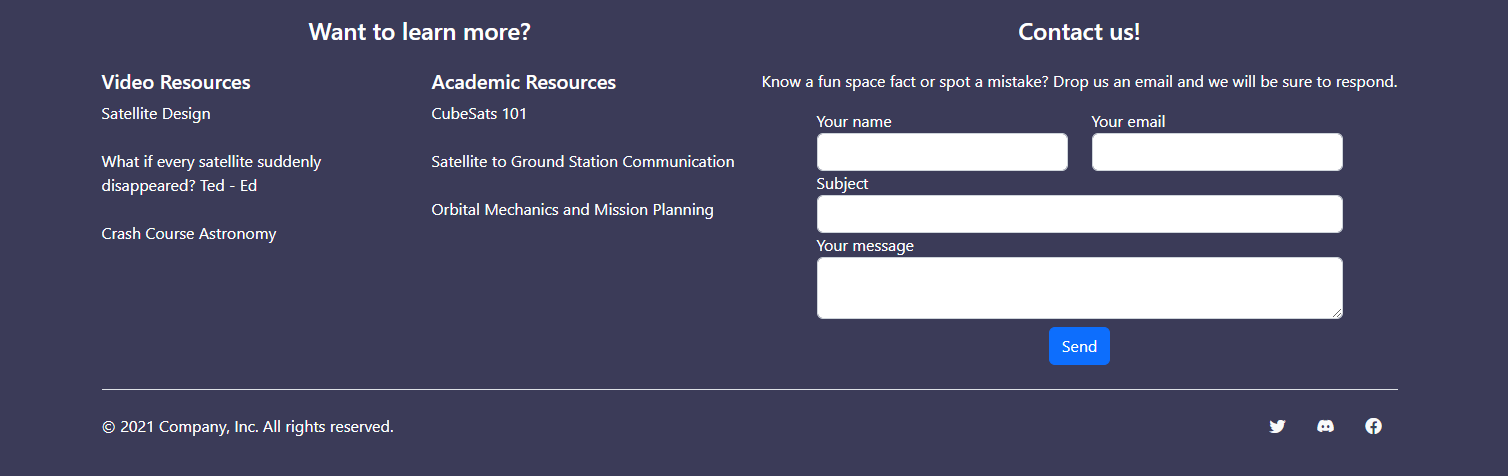 Want to learn more?
Video Resources
Satellite Design
What if every satellite suddenly
disappeared? Ted - Ed
Crash Course Astronomy
Academic Resources
CubeSats 101
Satellite to Ground Station Communication
Orbital Mechanics and Mission Planning
Contact us!
Know a fun space fact or spot a mistake? Drop us an email and we will be sure to respond.
Your name
Your email
Subject
Your message
Send
© 2021 Company, Inc. All rights reserved.